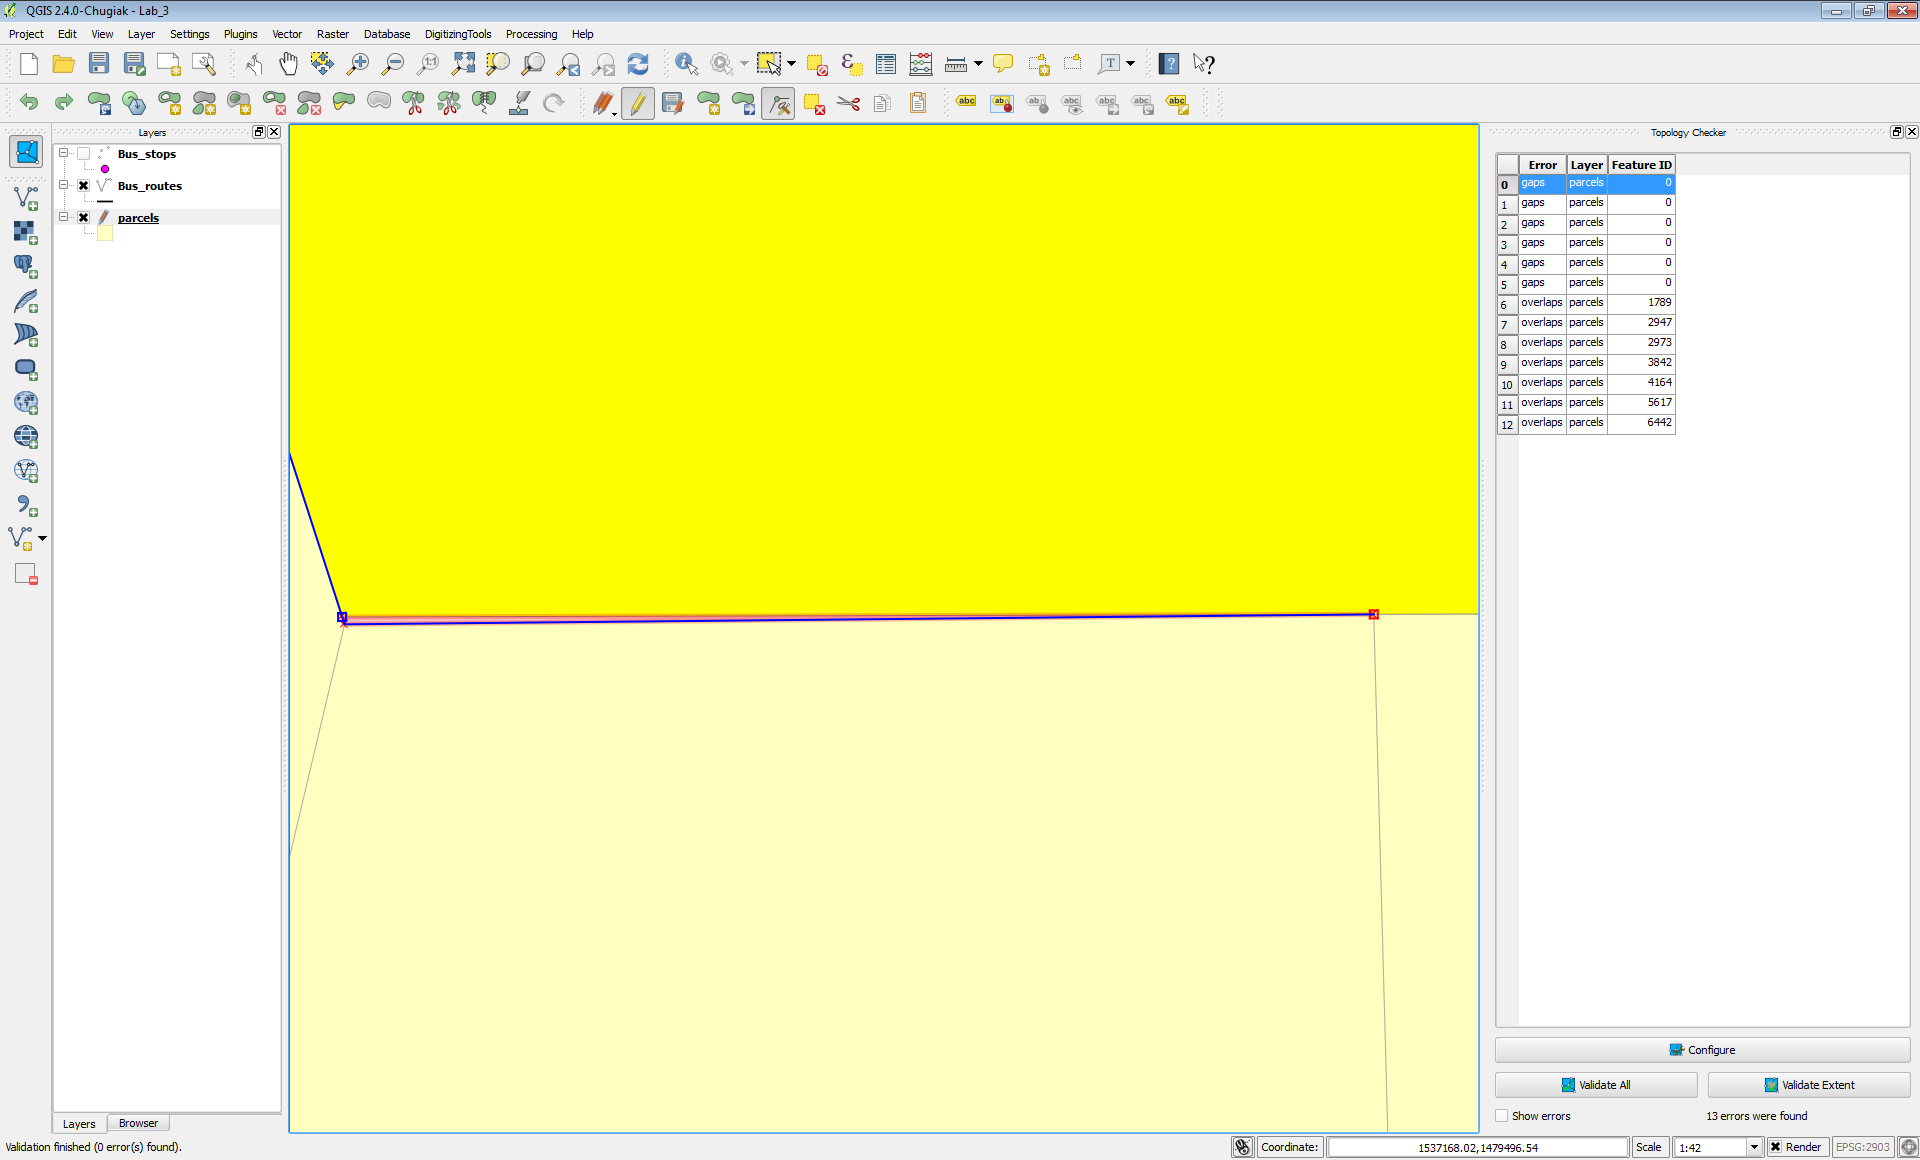 QGIS 2.4.0-Chugiak - Lab_3
Project Edit View Layer Settings Plugins Vector Raster Database DigitizingTools Processing Help
Layers
Bus_stops
Bus_routes
parcels
Layers Browser
Topology Checker
Error Layer Feature ID
0 gaps parcels 0
1 gaps parcels 0
2 gaps parcels 0
3 gaps parcels 0
4 gaps parcels 0
5 gaps parcels 0
6 overlaps parcels 1789
7 overlaps parcels 2947
8 overlaps parcels 2973
9 overlaps parcels 3842
10 overlaps parcels 4164
11 overlaps parcels 5617
12 overlaps parcels 6442
Configure
Validate All Validate Extent
Show errors 13 errors were found
Validation finished (0 error(s) found). Coordinate: 1537168.02,1479496.54 Scale 1:42 Render EPSG:2903